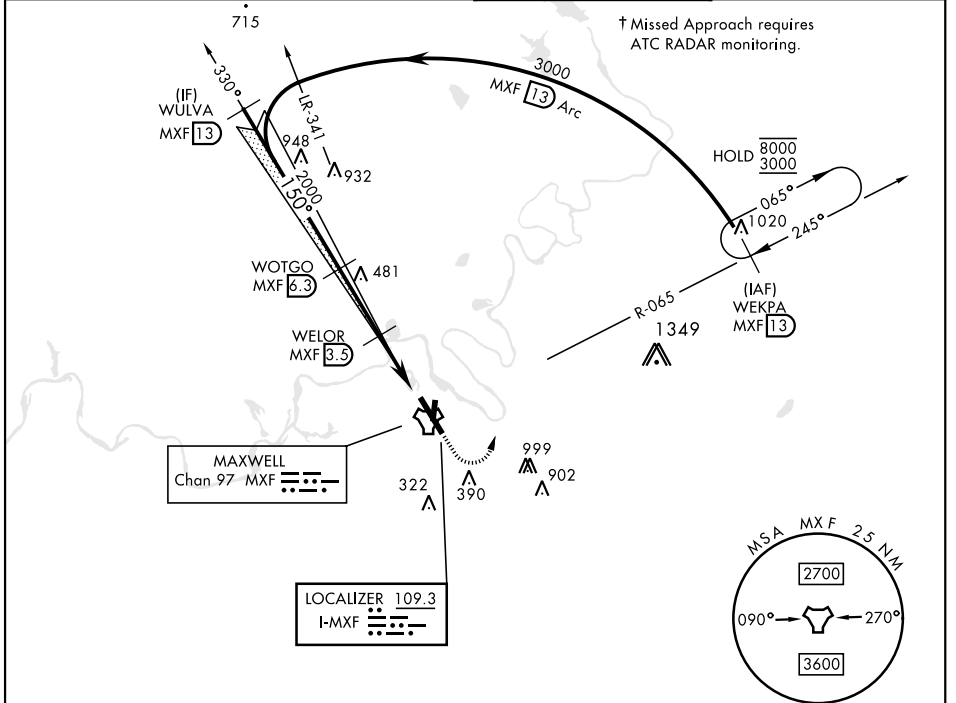 715
† Missed Approach requires
ATC RADAR monitoring.
330°
(IF)
WULVA
MXF 13
LR-341
3000
MXF 13 Arc
948
932
2000
150°
HOLD 8000
3000
065°
1020
245°
(IAF)
WEKPA
MXF 13
R-065
1349
WOTGO
MXF 6.3
481
WELOR
MXF 3.5
MAXWELL
Chan 97 MXF
322
390
999
902
LOCALIZER 109.3
I-MXF
MSA MXF 25 NM
2700
090°
270°
3600